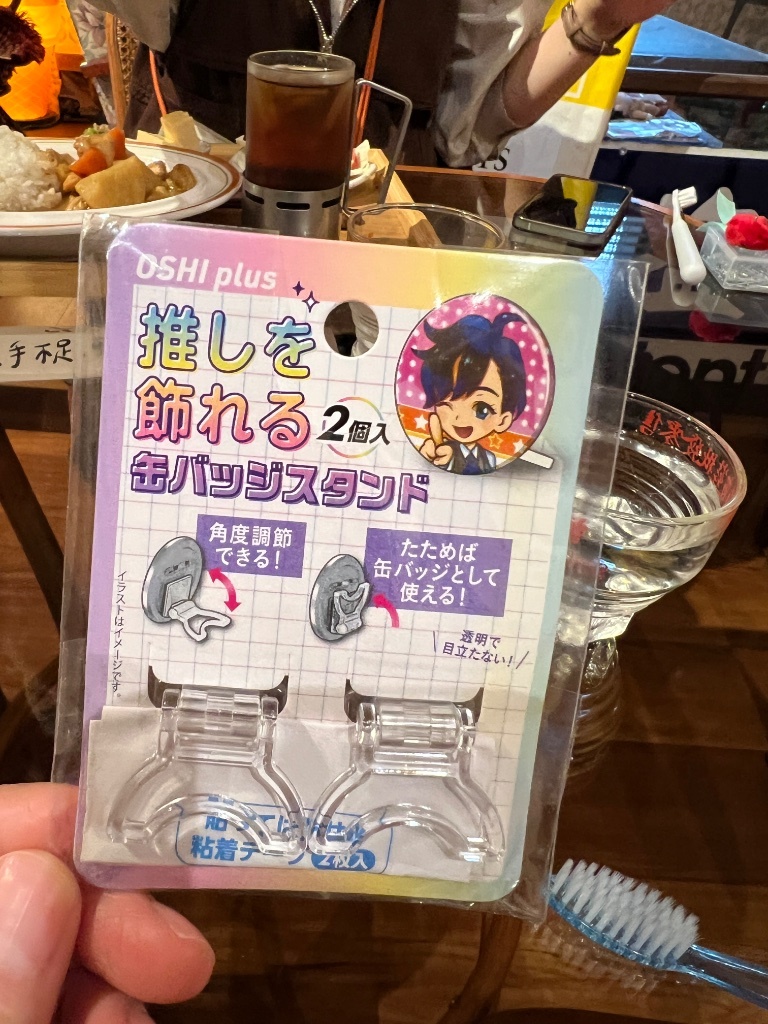 OSHI plus
推しを
飾れる
2個入
缶バッジスタンド
角度調節
できる!
たためば
缶バッジとして
使える!
透明で
目立たない!
イラストはイメージです。
粘着テープ 2枚入
手不足